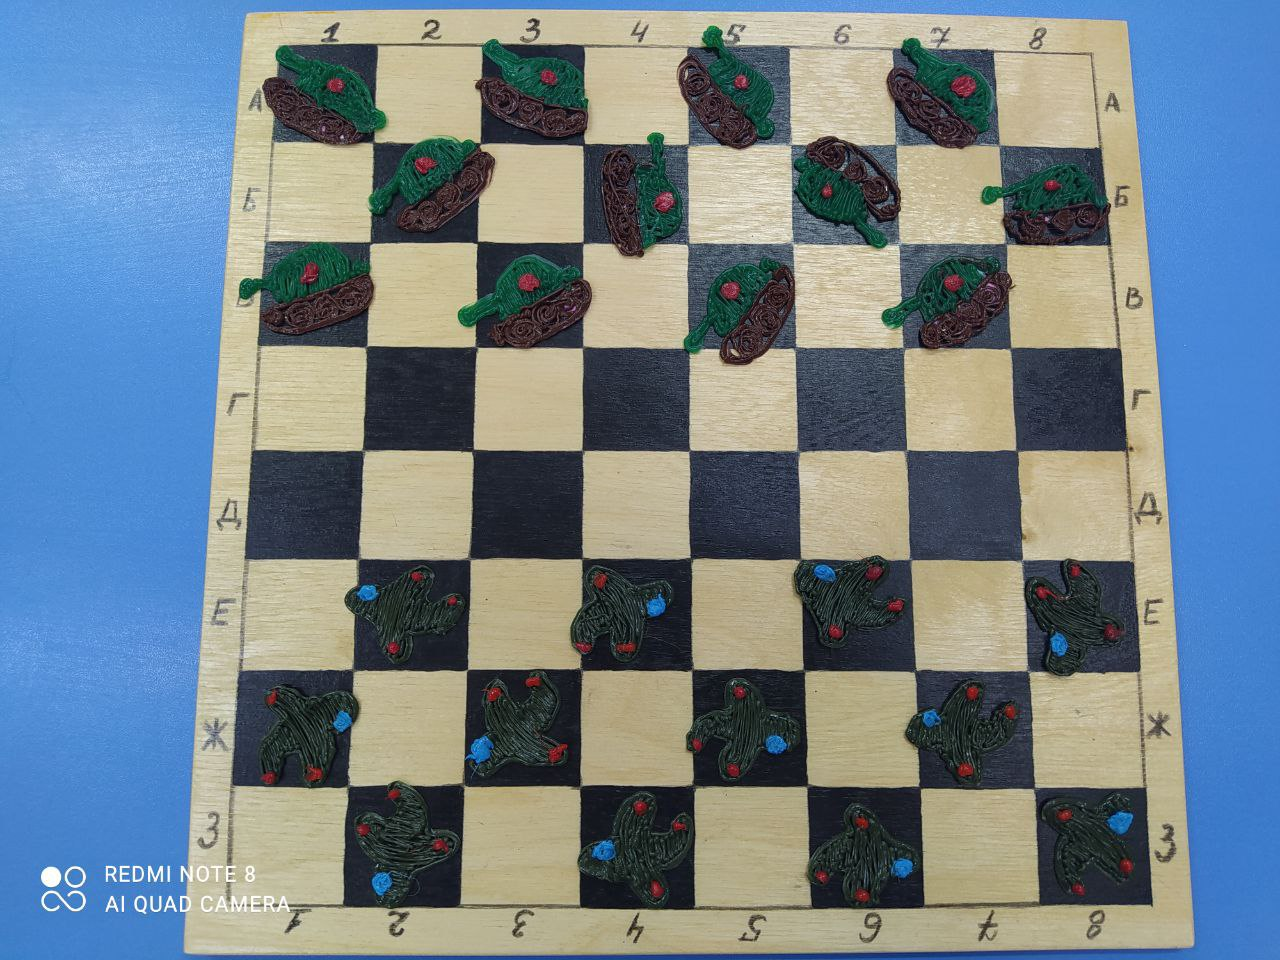 1 2 3 4 5 6 7 8
А А
Б Б
В В
Г Г
Д Д
Е Е
Ж Ж
З З
1 2 3 4 5 6 7 8
REDMI NOTE 8
AI QUAD CAMERA